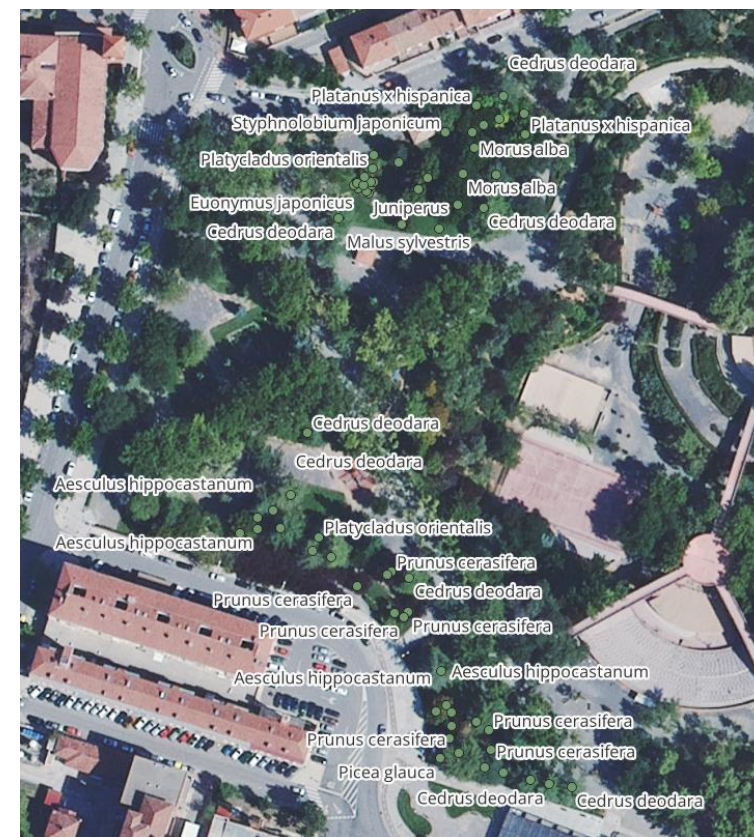 Cedrus deodara
Platanus x hispanica
Styphnolobium japonicum
Platanus x hispanica
Morus alba
Platycladus orientalis
Morus alba
Euonymus japonicus
Juniperus
Cedrus deodara
Cedrus deodara
Malus sylvestris
Cedrus deodara
Cedrus deodara
Aesculus hippocastanum
Platycladus orientalis
Aesculus hippocastanum
Prunus cerasifera
Cedrus deodara
Prunus cerasifera
Prunus cerasifera
Prunus cerasifera
Aesculus hippocastanum
Aesculus hippocastanum
Prunus cerasifera
Prunus cerasifera
Prunus cerasifera
Picea glauca
Cedrus deodara
Cedrus deodara